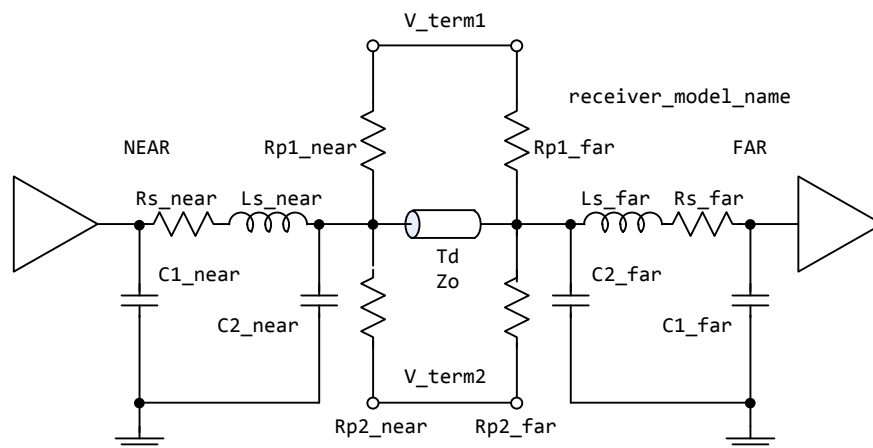 V_term1
receiver_model_name
NEAR
Rp1_near
Rp1_far
FAR
Rs_near
Ls_near
Ls_far
Rs_far
Td
Zo
C1_near
C2_far
C2_near
C1_far
V_term2
Rp2_near
Rp2_far